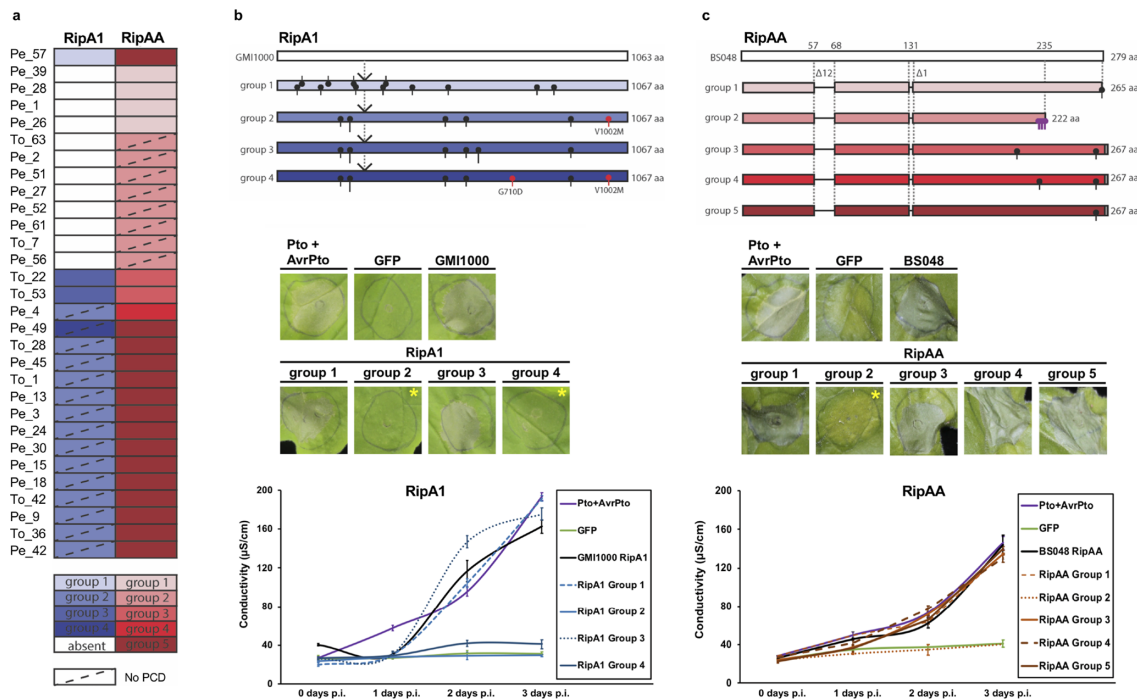 a
RipA1 RipAA
Pe_57
Pe_39
Pe_28
Pe_1
Pe_26
To_63
Pe_2
Pe_51
Pe_27
Pe_52
Pe_61
To_7
Pe_56
To_22
To_53
Pe_4
Pe_49
To_28
Pe_45
To_1
Pe_13
Pe_3
Pe_24
Pe_30
Pe_15
Pe_18
To_42
Pe_9
To_36
Pe_42
group 1 group 1
group 2 group 2
group 3 group 3
group 4 group 4
absent group 5
No PCD
b
RipA1
GMI1000 1063 aa
group 1 1067 aa
group 2 1067 aa
V1002M
group 3 1067 aa
group 4 1067 aa
G710D V1002M
Pto +
AvrPto GFP GMI1000
RipA1
group 1 group 2 group 3 group 4
*
*
RipA1
Conductivity (µS/cm)
200
160
120
80
40
0
0 days p.i. 1 days p.i. 2 days p.i. 3 days p.i.
Pto+AvrPto
GFP
GMI1000 RipA1
RipA1 Group 1
RipA1 Group 2
RipA1 Group 3
RipA1 Group 4
c
RipAA
57 68 131 235
BS048 279 aa
Δ12 Δ1
group 1 265 aa
group 2 222 aa
group 3 267 aa
group 4 267 aa
group 5 267 aa
Pto +
AvrPto GFP BS048
RipAA
group 1 group 2 group 3 group 4 group 5
*
RipAA
Conductivity (µS/cm)
200
160
120
80
40
0
0 days p.i. 1 days p.i. 2 days p.i. 3 days p.i.
Pto+AvrPto
GFP
BS048 RipAA
RipAA Group 1
RipAA Group 2
RipAA Group 3
RipAA Group 4
RipAA Group 5